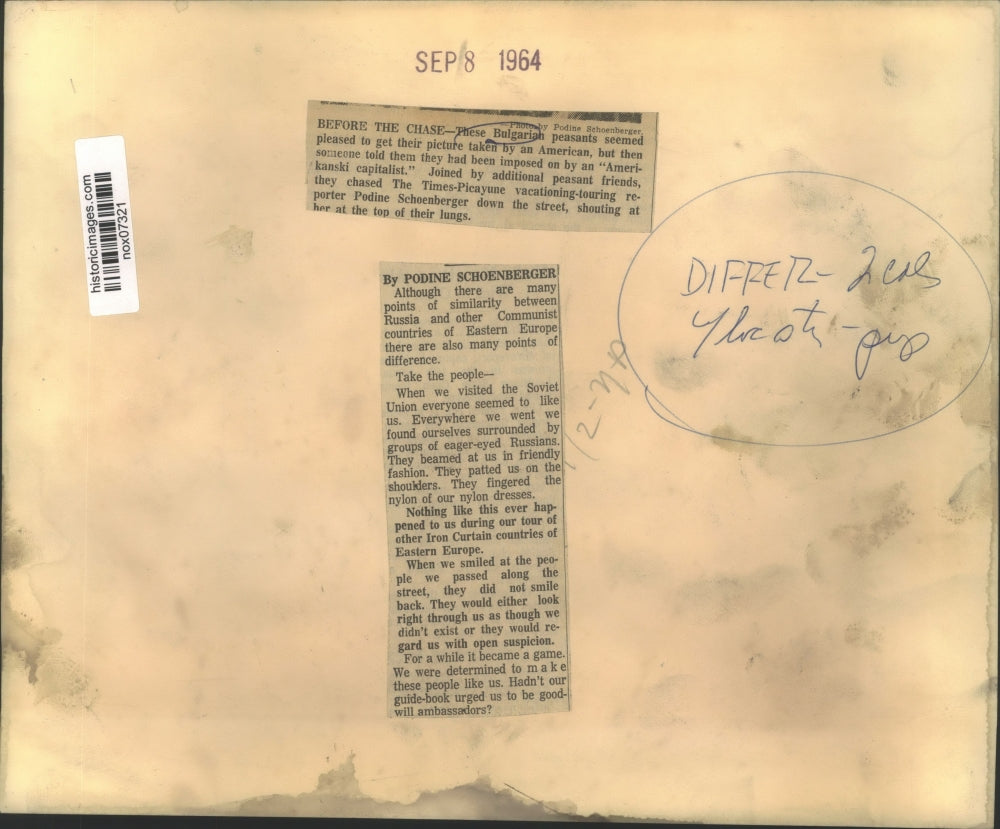 SEP 8 1964
—Photo by Podine Schoenberger.
BEFORE THE CHASE—These Bulgarian peasants seemed
pleased to get their picture taken by an American, but then
someone told them they had been imposed on by an "Ameri-
kanski capitalist." Joined by additional peasant friends,
they chased The Times-Picayune vacationing-touring re-
porter Podine Schoenberger down the street, shouting at
her at the top of their lungs.
historicimages.com
nox07321
DIFFER- 2 cols
By PODINE SCHOENBERGER
Although there are many
points of similarity between
Russia and other Communist
countries of Eastern Europe
there are also many points of
difference.
Take the people—
When we visited the Soviet
Union everyone seemed to like
us. Everywhere we went we
found ourselves surrounded by
groups of eager-eyed Russians.
They beamed at us in friendly
fashion. They patted us on the
shoulders. They fingered the
nylon of our nylon dresses.
Nothing like this ever hap-
pened to us during our tour of
other Iron Curtain countries of
Eastern Europe.
When we smiled at the peo-
ple we passed along the
street, they did not smile
back. They would either look
right through us as though we
didn't exist or they would re-
gard us with open suspicion.
For a while it became a game.
We were determined to make
these people like us. Hadn't our
guide-book urged us to be good-
will ambassadors?